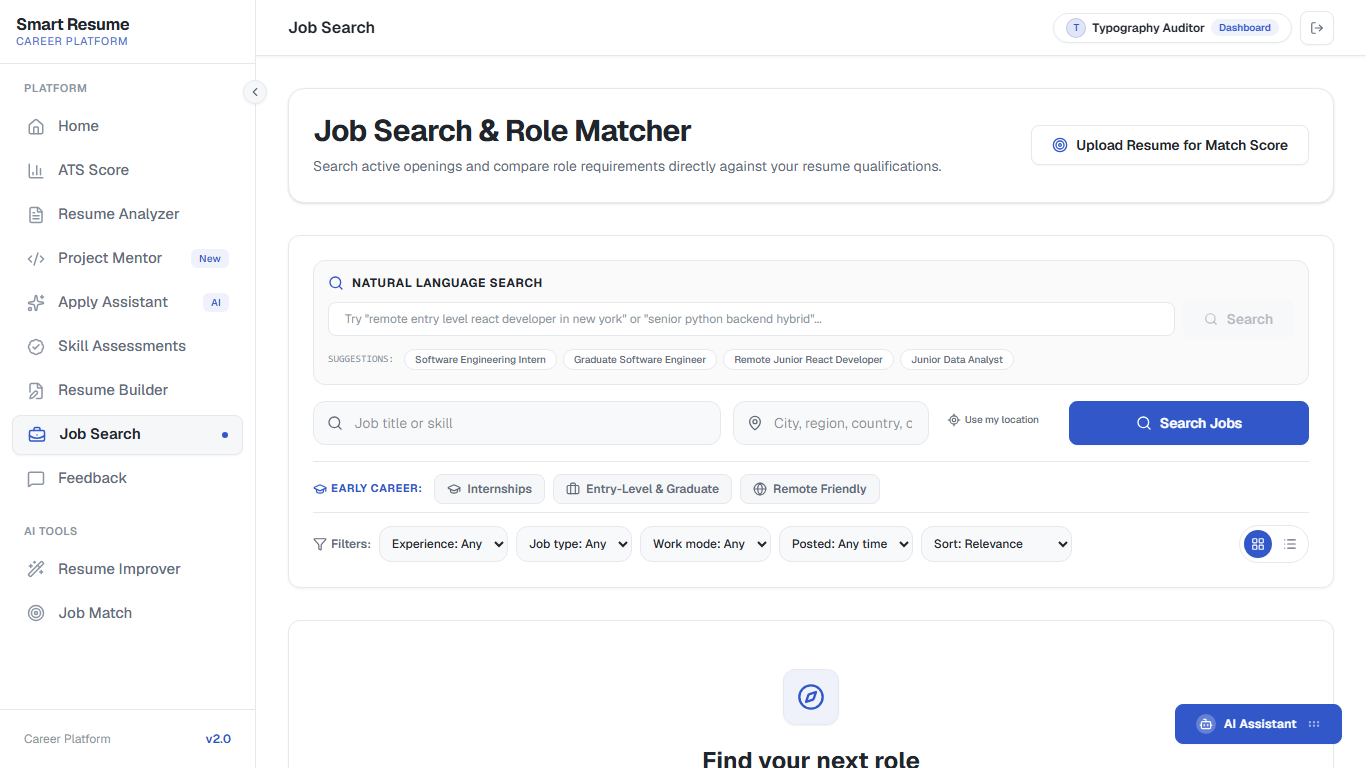 Smart Resume
CAREER PLATFORM
PLATFORM
Home
ATS Score
Resume Analyzer
Project Mentor New
Apply Assistant AI
Skill Assessments
Resume Builder
Job Search
Feedback
AI TOOLS
Resume Improver
Job Match
Career Platform v2.0
Job Search
T Typography Auditor Dashboard
Job Search & Role Matcher
Search active openings and compare role requirements directly against your resume qualifications.
Upload Resume for Match Score
NATURAL LANGUAGE SEARCH
Try "remote entry level react developer in new york" or "senior python backend hybrid"...
Search
SUGGESTIONS: Software Engineering Intern Graduate Software Engineer Remote Junior React Developer Junior Data Analyst
Job title or skill City, region, country, c Use my location Search Jobs
EARLY CAREER: Internships Entry-Level & Graduate Remote Friendly
Filters: Experience: Any Job type: Any Work mode: Any Posted: Any time Sort: Relevance
Find your next role
AI Assistant